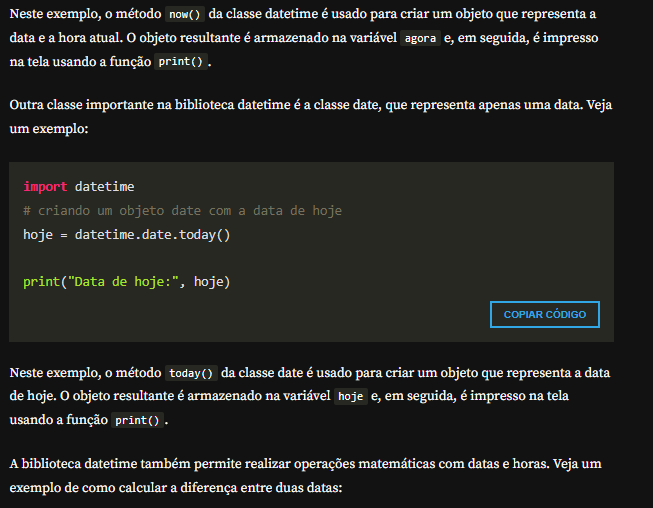 Neste exemplo, o método now() da classe datetime é usado para criar um objeto que representa a
data e a hora atual. O objeto resultante é armazenado na variável agora e, em seguida, é impresso
na tela usando a função print().
Outra classe importante na biblioteca datetime é a classe date, que representa apenas uma data. Veja
um exemplo:
import datetime
# criando um objeto date com a data de hoje
hoje = datetime.date.today()
print("Data de hoje:", hoje)
COPIAR CÓDIGO
Neste exemplo, o método today() da classe date é usado para criar um objeto que representa a data
de hoje. O objeto resultante é armazenado na variável hoje e, em seguida, é impresso na tela
usando a função print().
A biblioteca datetime também permite realizar operações matemáticas com datas e horas. Veja um
exemplo de como calcular a diferença entre duas datas: